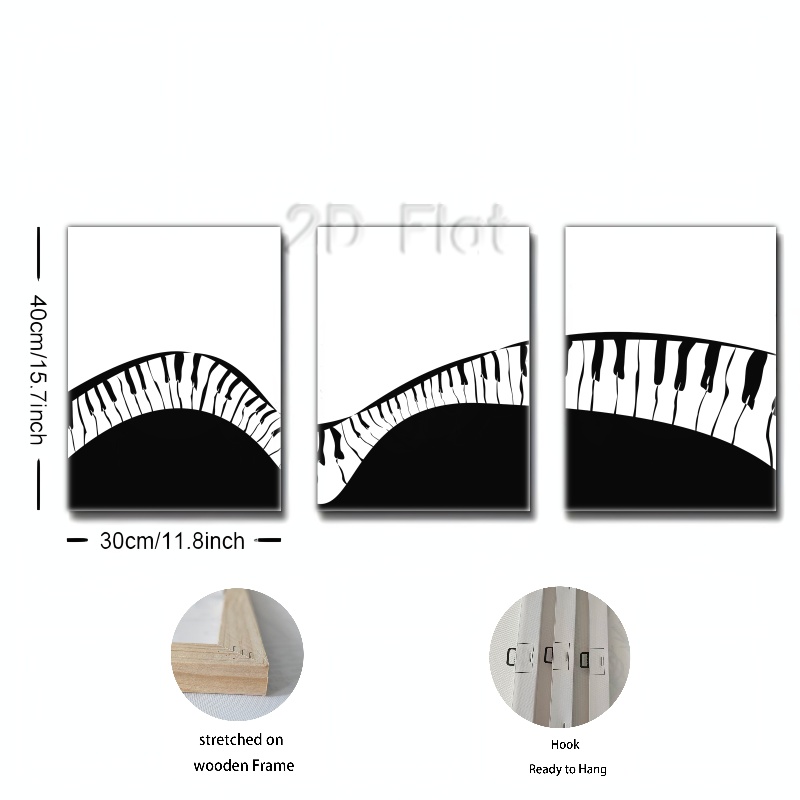 2D Flat
40cm/15.7inch
30cm/11.8inch
stretched on
wooden Frame
Hook
Ready to Hang